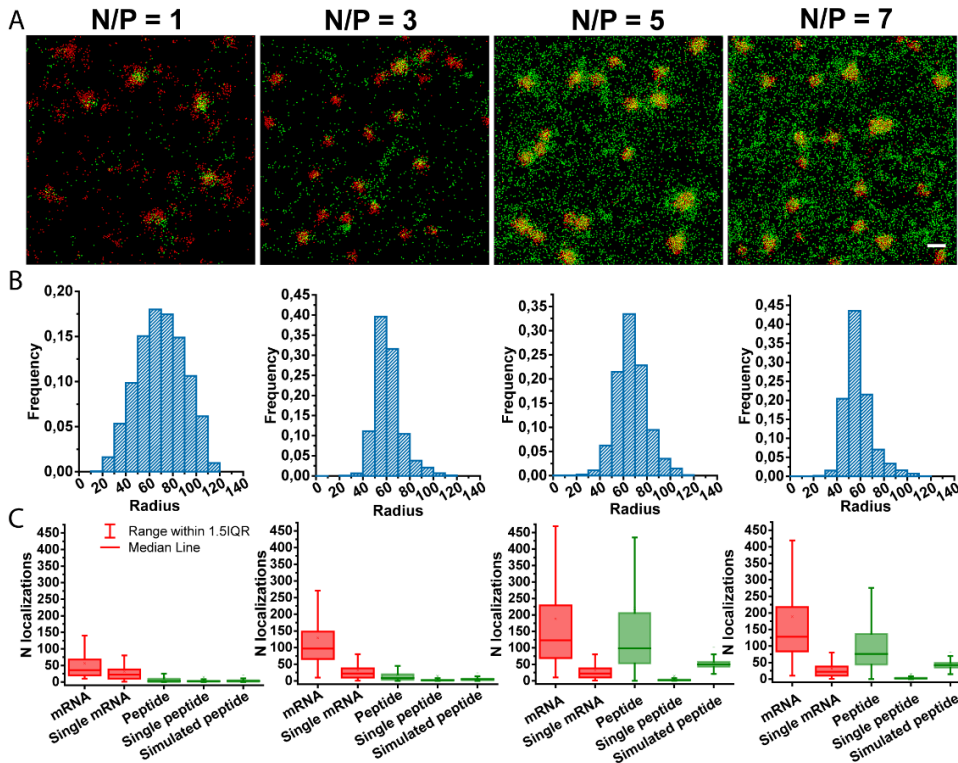 A
N/P = 1
N/P = 3
N/P = 5
N/P = 7
B
0,20
0,15
0,10
0,05
0,00
Frequency
0 20 40 60 80 100 120 140
Radius
0,45
0,40
0,35
0,30
0,25
0,20
0,15
0,10
0,05
0,00
Frequency
0 20 40 60 80 100 120 140
Radius
0,35
0,30
0,25
0,20
0,15
0,10
0,05
0,00
Frequency
0 20 40 60 80 100 120 140
Radius
0,45
0,40
0,35
0,30
0,25
0,20
0,15
0,10
0,05
0,00
Frequency
0 20 40 60 80 100 120 140
Radius
C
Range within 1.5IQR
Median Line
450
400
350
300
250
200
150
100
50
0
N localizations
mRNA
Single mRNA
Peptide
Single peptide
Simulated peptide
450
400
350
300
250
200
150
100
50
0
N localizations
mRNA
Single mRNA
Peptide
Single peptide
Simulated peptide
450
400
350
300
250
200
150
100
50
0
N localizations
mRNA
Single mRNA
Peptide
Single peptide
Simulated peptide
450
400
350
300
250
200
150
100
50
0
N localizations
mRNA
Single mRNA
Peptide
Single peptide
Simulated peptide